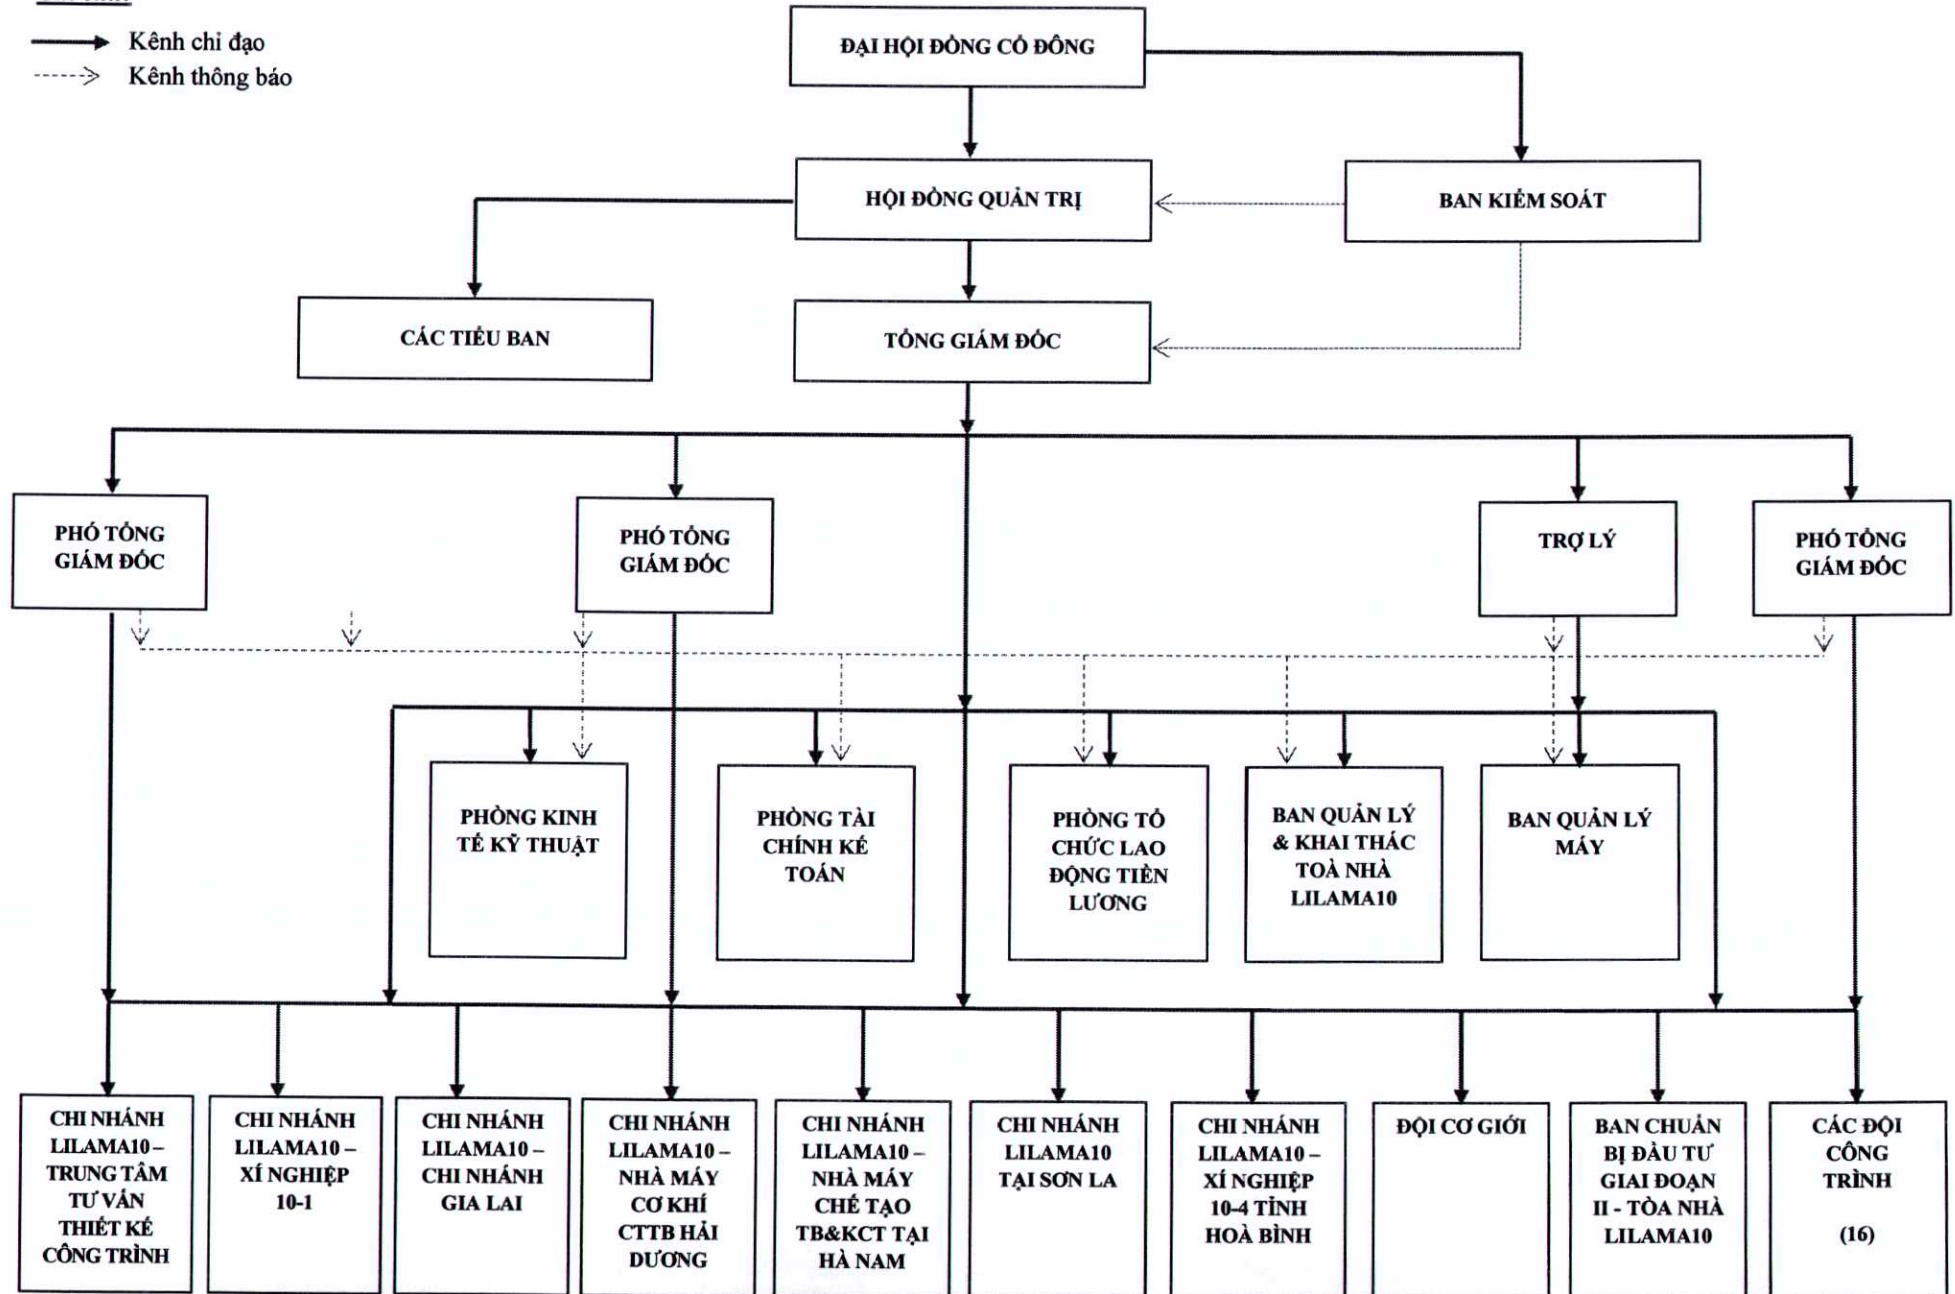 Kênh chỉ đạo
Kênh thông báo
ĐẠI HỘI ĐỒNG CỔ ĐÔNG
HỘI ĐỒNG QUẢN TRỊ
BAN KIỂM SOÁT
CÁC TIỂU BAN
TỔNG GIÁM ĐỐC
PHÓ TỔNG
GIÁM ĐỐC
PHÓ TỔNG
GIÁM ĐỐC
TRỢ LÝ
PHÓ TỔNG
GIÁM ĐỐC
PHÒNG KINH
TẾ KỸ THUẬT
PHÒNG TÀI
CHÍNH KẾ
TOÁN
PHÒNG TỔ
CHỨC LAO
ĐỘNG TIỀN
LƯƠNG
BAN QUẢN LÝ
& KHAI THÁC
TOÀ NHÀ
LILAMA10
BAN QUẢN LÝ
MÁY
CHI NHÁNH
LILAMA10 –
TRUNG TÂM
TƯ VẤN
THIẾT KẾ
CÔNG TRÌNH
CHI NHÁNH
LILAMA10 –
XÍ NGHIỆP
10-1
CHI NHÁNH
LILAMA10 –
CHI NHÁNH
GIA LAI
CHI NHÁNH
LILAMA10 –
NHÀ MÁY
CƠ KHÍ
CTTB HẢI
DƯƠNG
CHI NHÁNH
LILAMA10 –
NHÀ MÁY
CHẾ TẠO
TB&KCT TẠI
HÀ NAM
CHI NHÁNH
LILAMA10
TẠI SƠN LA
CHI NHÁNH
LILAMA10 –
XÍ NGHIỆP
10-4 TỈNH
HOÀ BÌNH
ĐỘI CƠ GIỚI
BAN CHUẨN
BỊ ĐẦU TƯ
GIAI ĐOẠN
II - TÒA NHÀ
LILAMA10
CÁC ĐỘI
CÔNG
TRÌNH
(16)